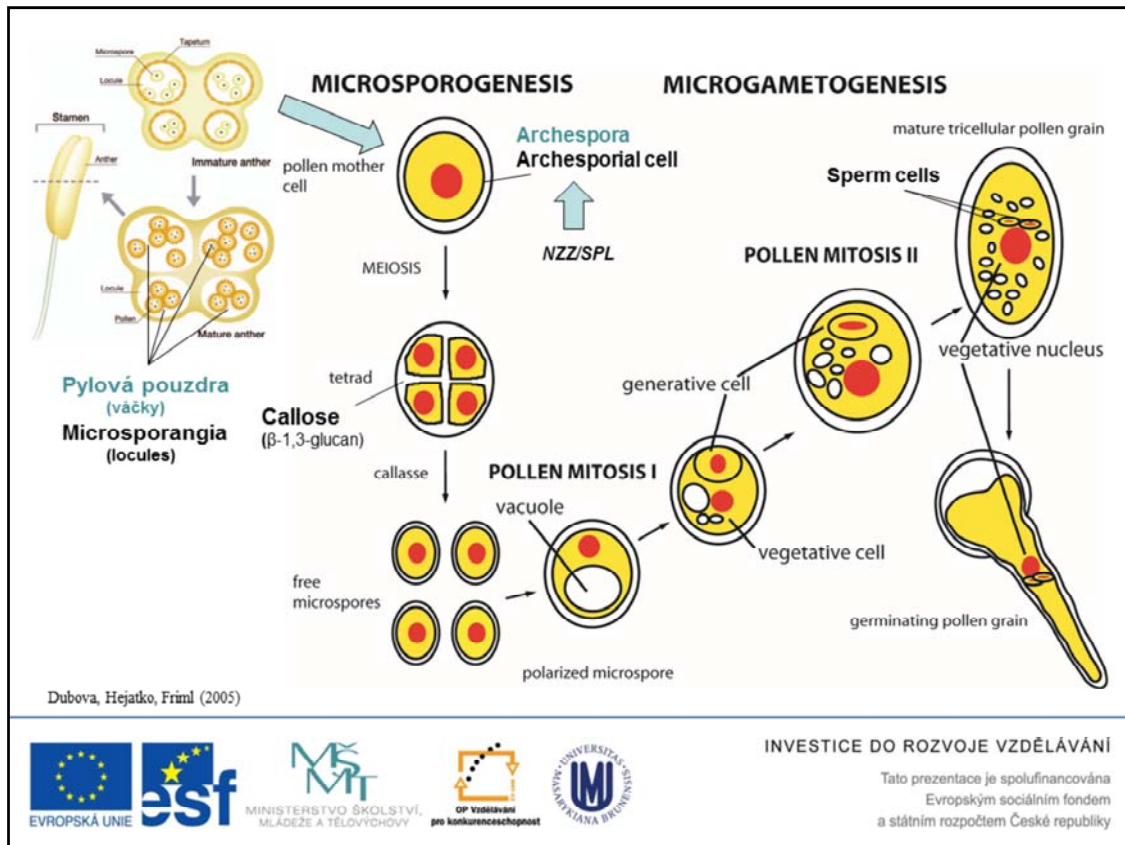 Microspore
Tapetum
Locule
Stamen
Anther
Immature anther
Locule
Pollen
Mature anther
Pylová pouzdra
(váčky)
Microsporangia
(locules)
MICROSPOROGENESIS
pollen mother
cell
Archespora
Archesporial cell
NZZ/SPL
MEIOSIS
tetrad
Callose
(β-1,3-glucan)
callasse
free
microspores
MICROGAMETOGENESIS
POLLEN MITOSIS I
vacuole
polarized microspore
generative cell
vegetative cell
POLLEN MITOSIS II
mature tricellular pollen grain
Sperm cells
vegetative nucleus
germinating pollen grain
Dubova, Hejatko, Friml (2005)
EVROPSKÁ UNIE
esf
MŠMT
MINISTERSTVO ŠKOLSTVÍ,
MLÁDEŽE A TĚLOVÝCHOVY
OP Vzdělávání
pro konkurenceschopnost
UNIVERSITAS
MASARYKIANA BRUNENSIS
INVESTICE DO ROZVOJE VZDĚLÁVÁNÍ
Tato prezentace je spolufinancována
Evropským sociálním fondem
a státním rozpočtem České republiky